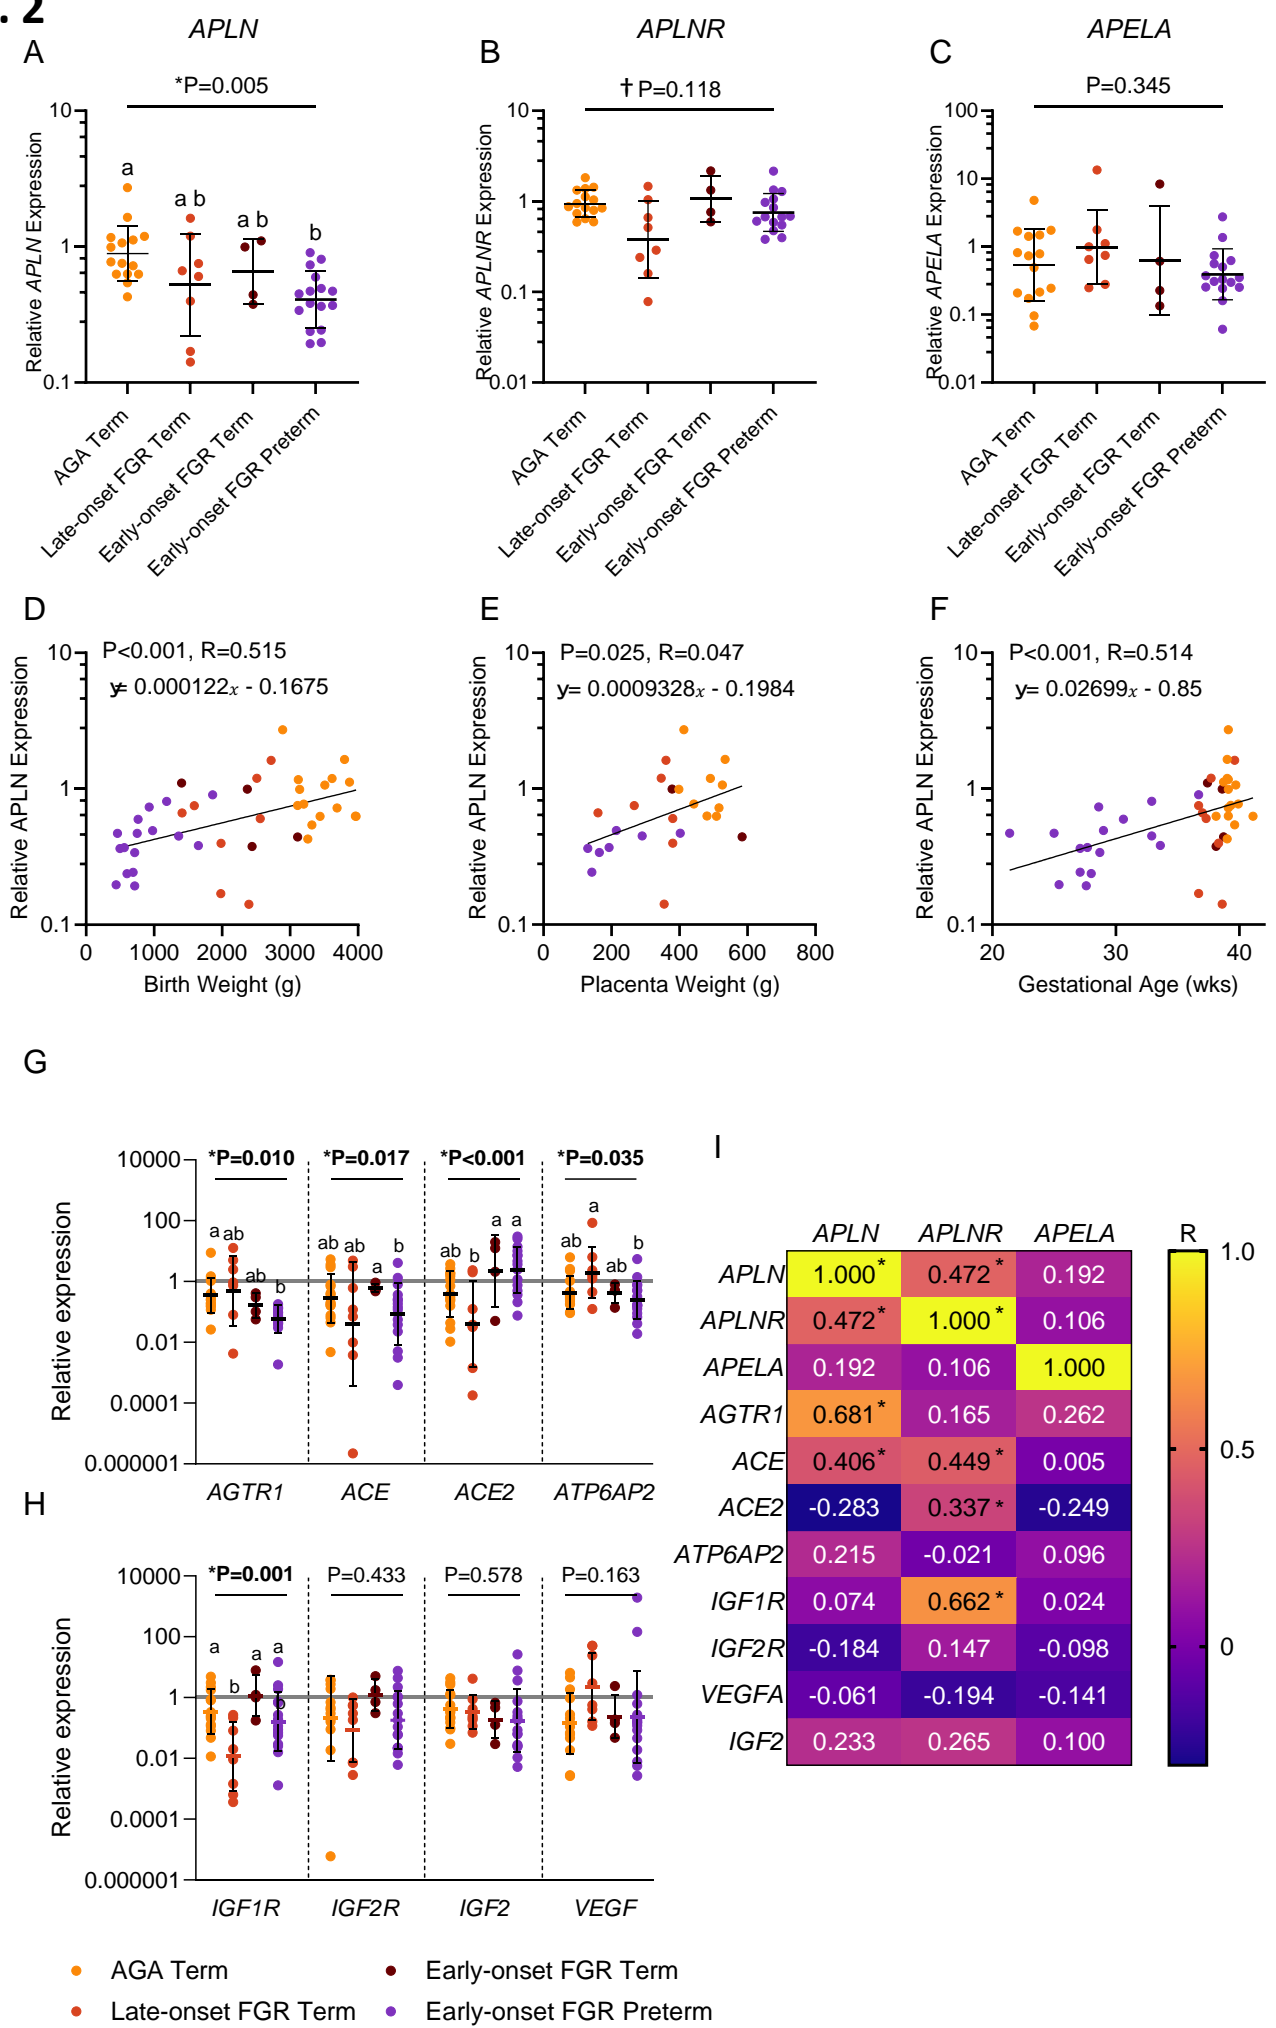 . 2
APLN
APLNR
APELA
A
B
C
*P=0.005
† P=0.118
P=0.345
Relative APLN Expression
10
1
0.1
a
a b
a b
b
AGA Term
Late-onset FGR Term
Early-onset FGR Term
Early-onset FGR Preterm
Relative APLNR Expression
10
1
0.1
0.01
AGA Term
Late-onset FGR Term
Early-onset FGR Term
Early-onset FGR Preterm
Relative APELA Expression
100
10
1
0.1
0.01
AGA Term
Late-onset FGR Term
Early-onset FGR Term
Early-onset FGR Preterm
D
P<0.001, R=0.515
y= 0.000122x - 0.1675
Relative APLN Expression
10
1
0.1
0 1000 2000 3000 4000
Birth Weight (g)
E
P=0.025, R=0.047
y= 0.0009328x - 0.1984
Relative APLN Expression
10
1
0.1
0 200 400 600 800
Placenta Weight (g)
F
P<0.001, R=0.514
y= 0.02699x - 0.85
Relative APLN Expression
10
1
0.1
20 30 40
Gestational Age (wks)
G
*P=0.010 *P=0.017 *P<0.001 *P=0.035
Relative expression
10000
100
1
0.01
0.0001
0.000001
a ab ab b
ab ab a b
ab b a a
ab a ab b
AGTR1 ACE ACE2 ATP6AP2
H
*P=0.001 P=0.433 P=0.578 P=0.163
Relative expression
10000
100
1
0.01
0.0001
0.000001
a b a a
b
IGF1R IGF2R IGF2 VEGF
I
APLN APLNR APELA R
APLN 1.000* 0.472* 0.192
APLNR 0.472* 1.000* 0.106
APELA 0.192 0.106 1.000
AGTR1 0.681* 0.165 0.262
ACE 0.406* 0.449* 0.005
ACE2 -0.283 0.337* -0.249
ATP6AP2 0.215 -0.021 0.096
IGF1R 0.074 0.662* 0.024
IGF2R -0.184 0.147 -0.098
VEGFA -0.061 -0.194 -0.141
IGF2 0.233 0.265 0.100
1.0
0.5
0
AGA Term
Late-onset FGR Term
Early-onset FGR Term
Early-onset FGR Preterm